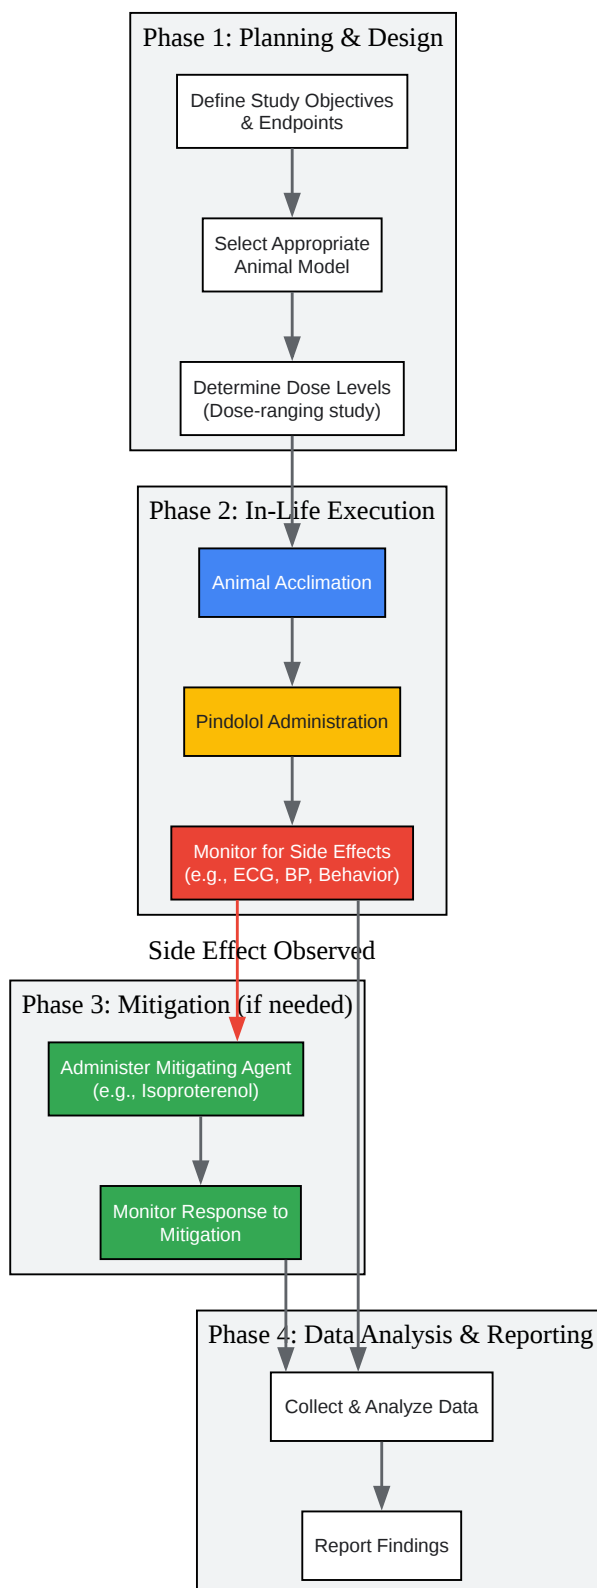 Phase 1: Planning & Design
Define Study Objectives
& Endpoints
Select Appropriate
Animal Model
Determine Dose Levels
(Dose-ranging study)
Phase 2: In-Life Execution
Animal Acclimation
Pindolol Administration
Monitor for Side Effects
(e.g., ECG, BP, Behavior)
Side Effect Observed
Phase 3: Mitigation (if needed)
Administer Mitigating Agent
(e.g., Isoproterenol)
Monitor Response to
Mitigation
Phase 4: Data Analysis & Reporting
Collect & Analyze Data
Report Findings